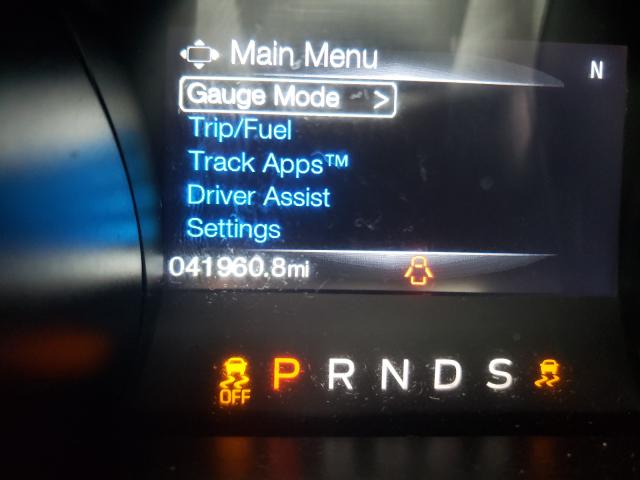 Main Menu
N
Gauge Mode >
Trip/Fuel
Track Apps™
Driver Assist
Settings
041960.8mi
OFF P R N D S